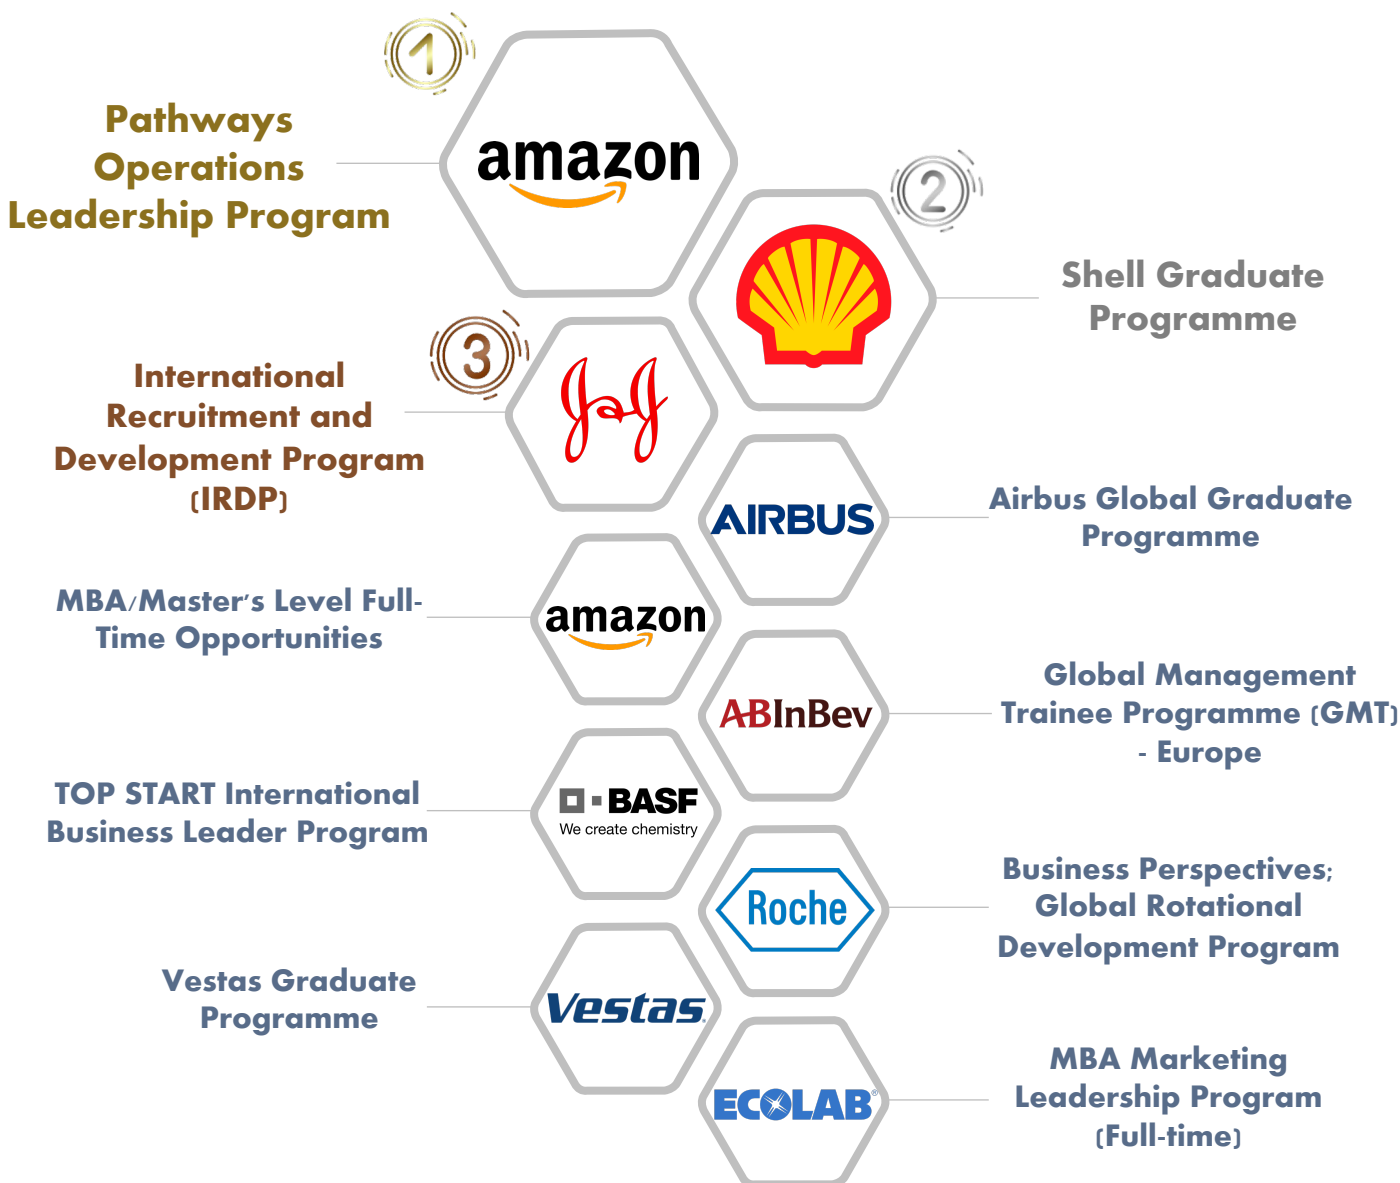 1
Pathways
Operations
Leadership Program
amazon
2
Shell Graduate
Programme
3
International
Recruitment and
Development Program
(IRDP)
J&J
AIRBUS
Airbus Global Graduate
Programme
MBA/Master's Level Full-
Time Opportunities
amazon
ABInBev
Global Management
Trainee Programme (GMT)
- Europe
TOP START International
Business Leader Program
BASF
We create chemistry
Roche
Business Perspectives;
Global Rotational
Development Program
Vestas Graduate
Programme
Vestas.
ECOLAB®
MBA Marketing
Leadership Program
(Full-time)